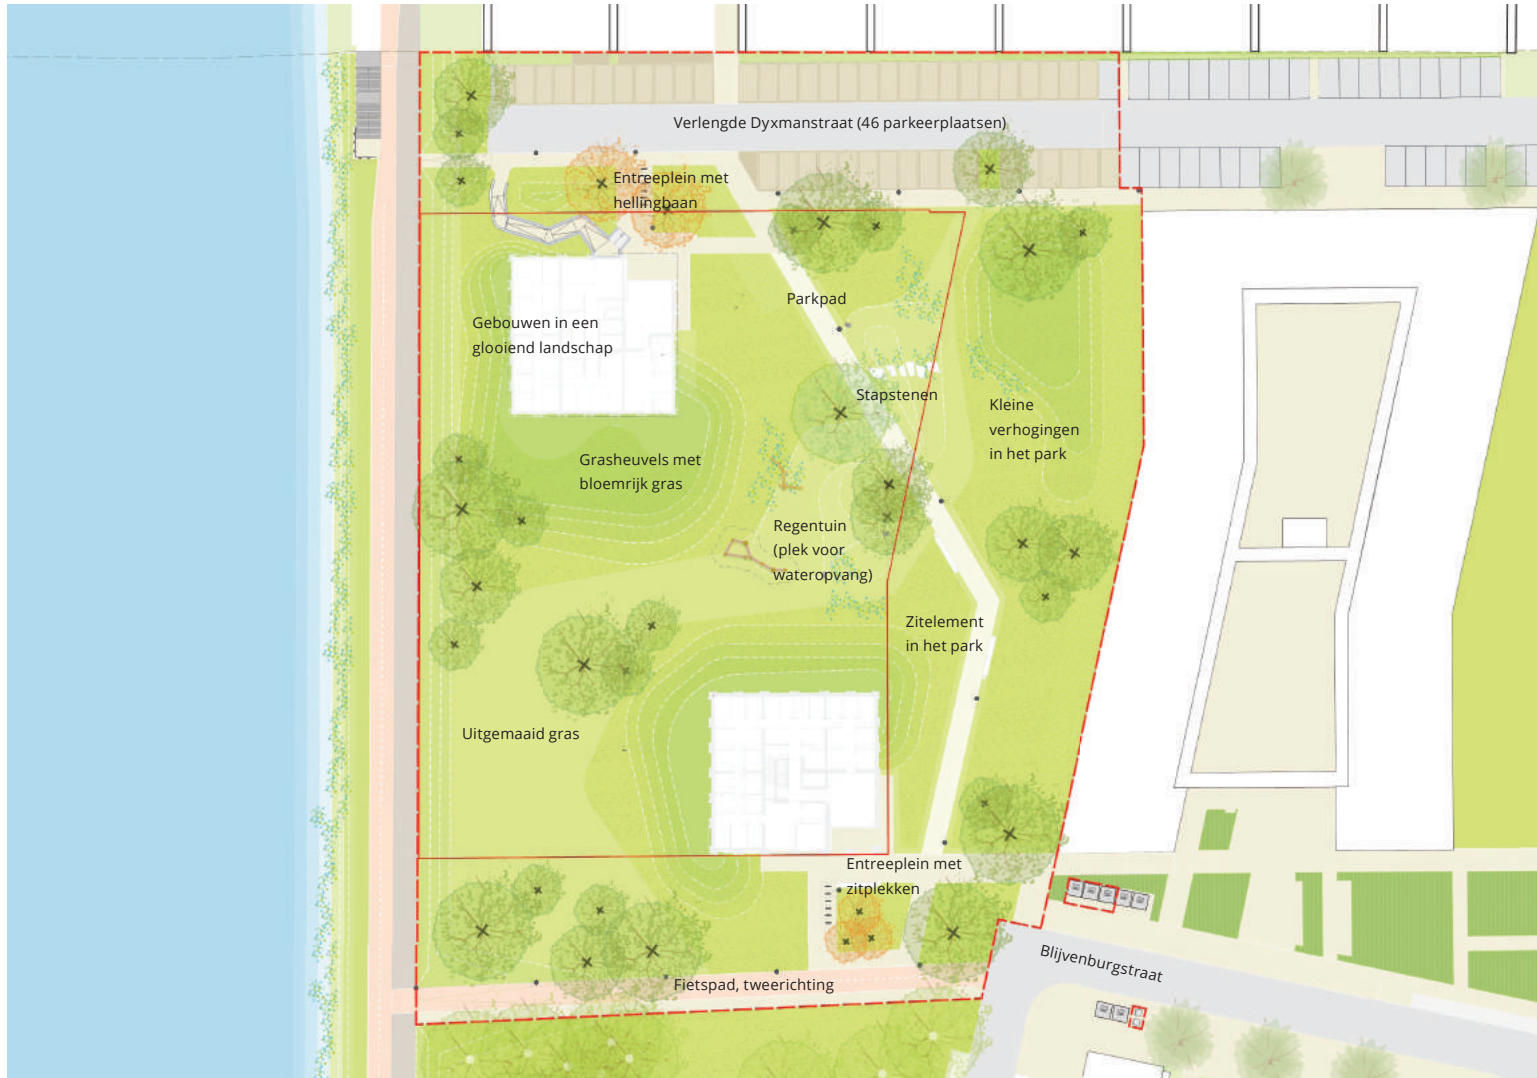 Verlengde Dyxmanstraat (46 parkeerplaatsen)
Entreeplein met
hellingbaan
Parkpad
Gebouwen in een
glooiend landschap
Stapstenen
Kleine
verhogingen
in het park
Grasheuvels met
bloemrijk gras
Regentuin
(plek voor
wateropvang)
Zitelement
in het park
Uitgemaaid gras
Entreeplein met
zitplekken
Blijvenburgstraat
Fietspad, tweerichting